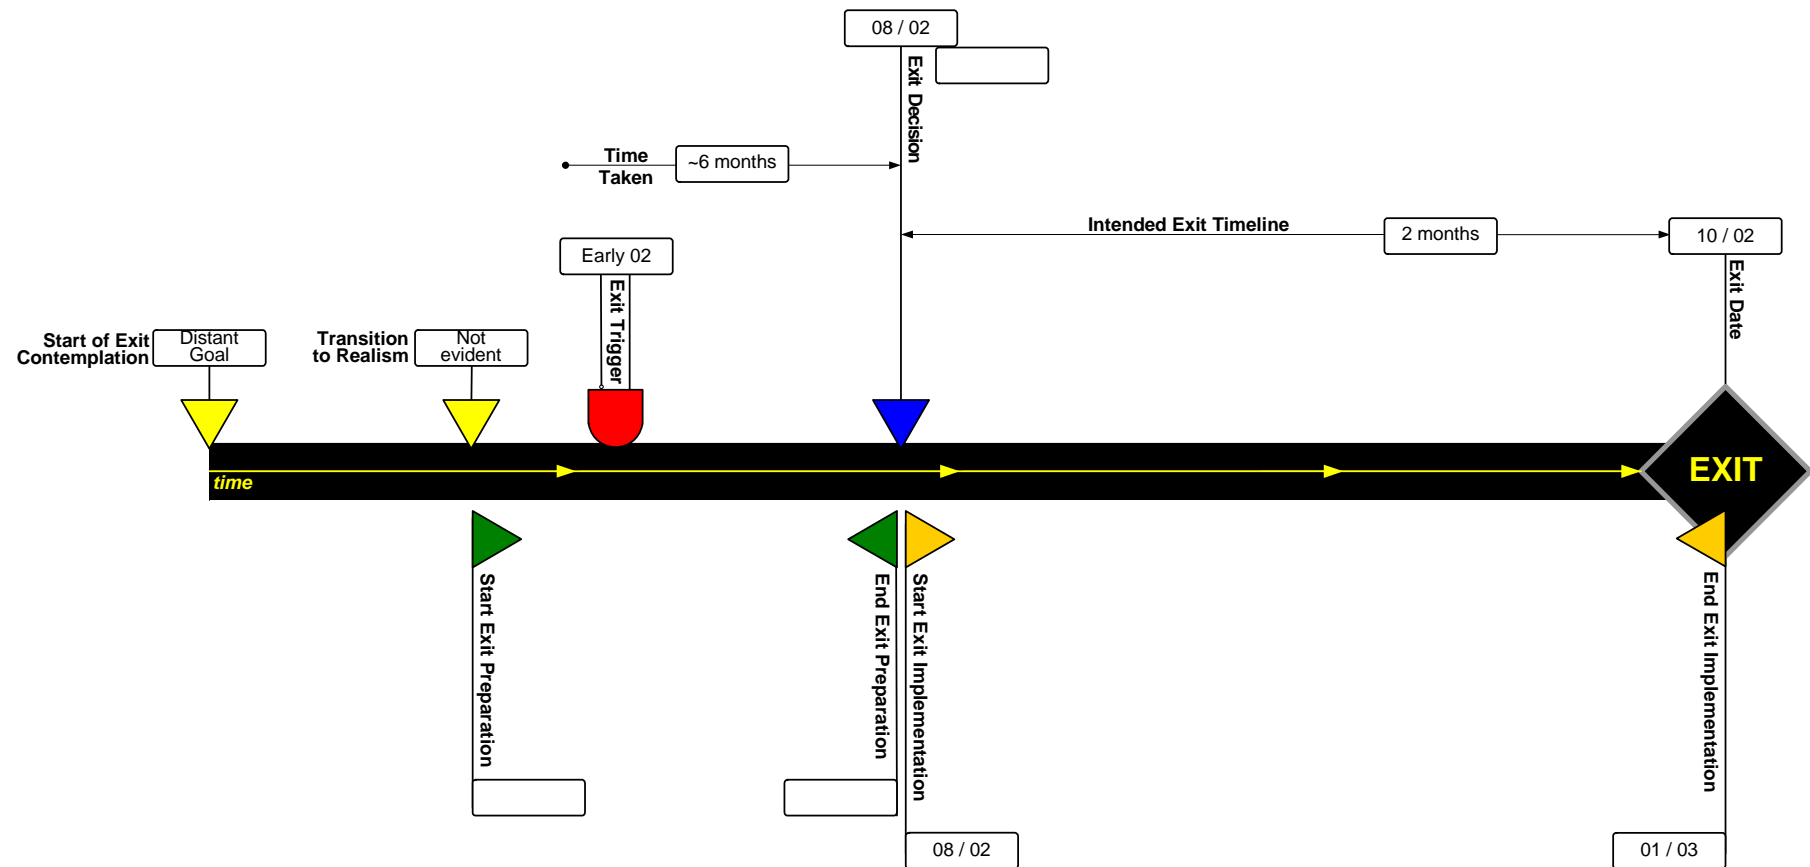 08 / 02
Exit Decision
Time
Taken
~6 months
Intended Exit Timeline
2 months
10 / 02
Exit Date
Early 02
Exit Trigger
Start of Exit
Contemplation
Distant
Goal
Transition
to Realism
Not
evident
time
EXIT
Start Exit Preparation
End Exit Preparation
Start Exit Implementation
End Exit Implementation
08 / 02
01 / 03